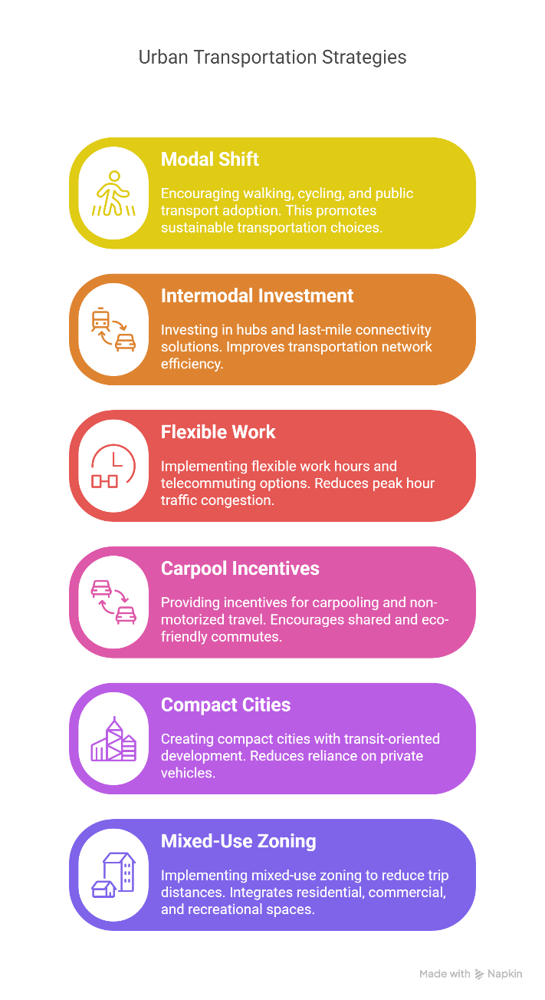 Urban Transportation Strategies
Modal Shift
Encouraging walking, cycling, and public
transport adoption. This promotes
sustainable transportation choices.
Intermodal Investment
Investing in hubs and last-mile connectivity
solutions. Improves transportation network
efficiency.
Flexible Work
Implementing flexible work hours and
telecommuting options. Reduces peak hour
traffic congestion.
Carpool Incentives
Providing incentives for carpooling and non-
motorized travel. Encourages shared and eco-
friendly commutes.
Compact Cities
Creating compact cities with transit-oriented
development. Reduces reliance on private
vehicles.
Mixed-Use Zoning
Implementing mixed-use zoning to reduce trip
distances. Integrates residential, commercial,
and recreational spaces.
Made with Napkin